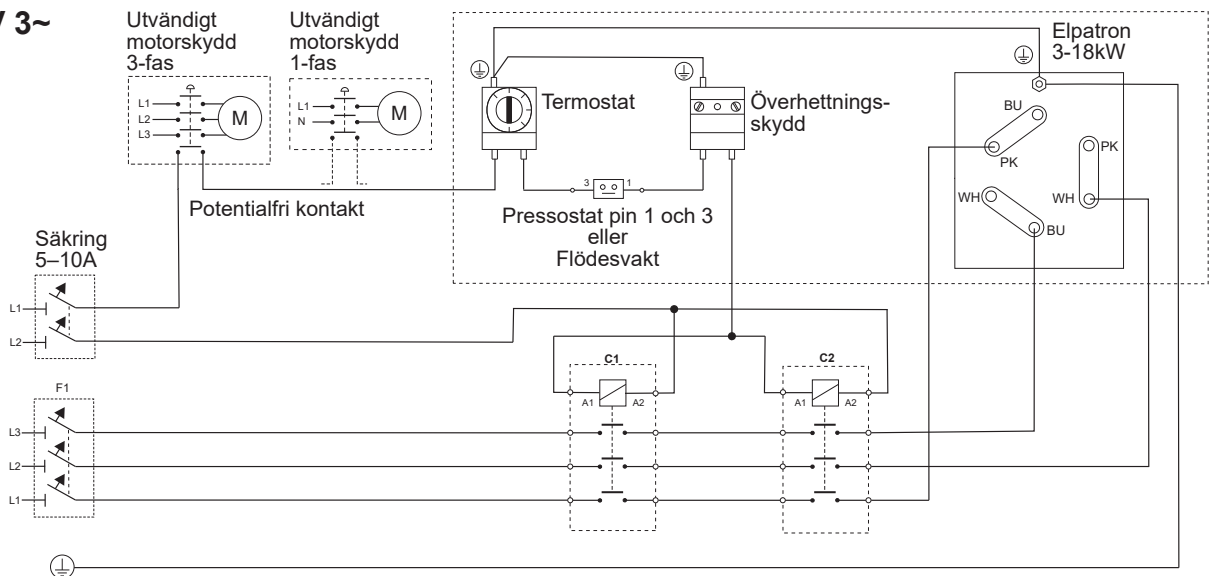 V 3~
Utvändigt
motorskydd
3-fas
Utvändigt
motorskydd
1-fas
Elpatron
3-18kW
L1
L2
L3
M
L1
N
M
Termostat
Överhettnings-
skydd
BU
PK
PK
WH
WH
BU
3
1
Potentialfri kontakt
Pressostat pin 1 och 3
eller
Flödesvakt
Säkring
5–10A
L1
L2
C1
C2
F1
A1
A2
A1
A2
L3
L2
L1